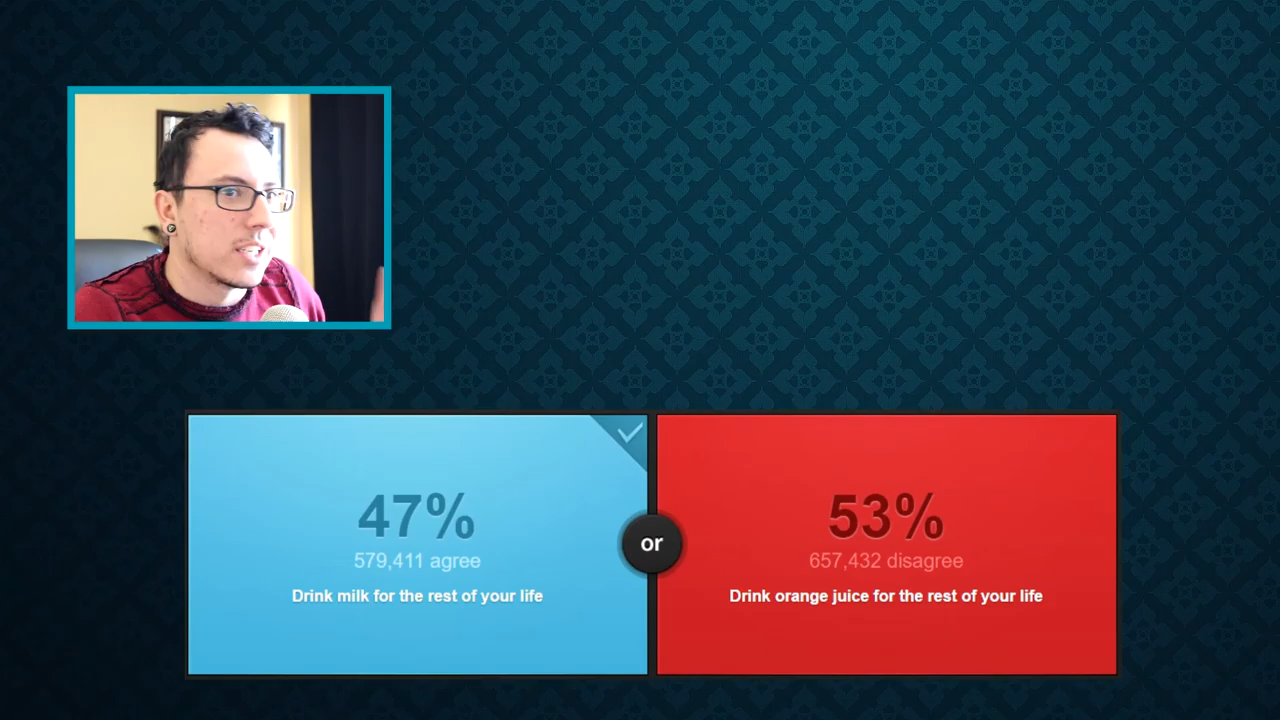 47%
579,411 agree
Drink milk for the rest of your life
or
53%
657,432 disagree
Drink orange juice for the rest of your life